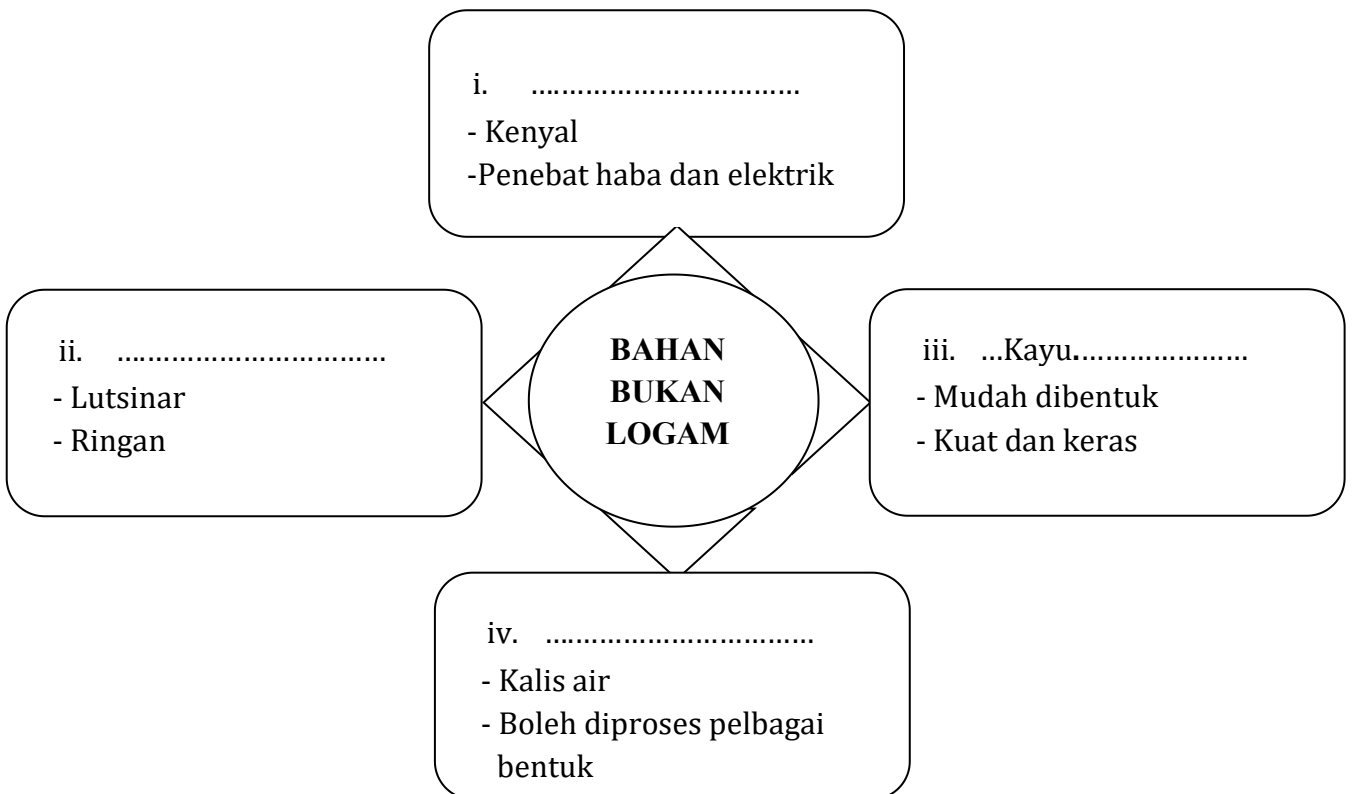 i. ……………………………
- Kenyal
-Penebat haba dan elektrik
ii. ……………………………
- Lutsinar
- Ringan
BAHAN
BUKAN
LOGAM
iii. …Kayu…………………
- Mudah dibentuk
- Kuat dan keras
iv. ……………………………
- Kalis air
- Boleh diproses pelbagai
bentuk